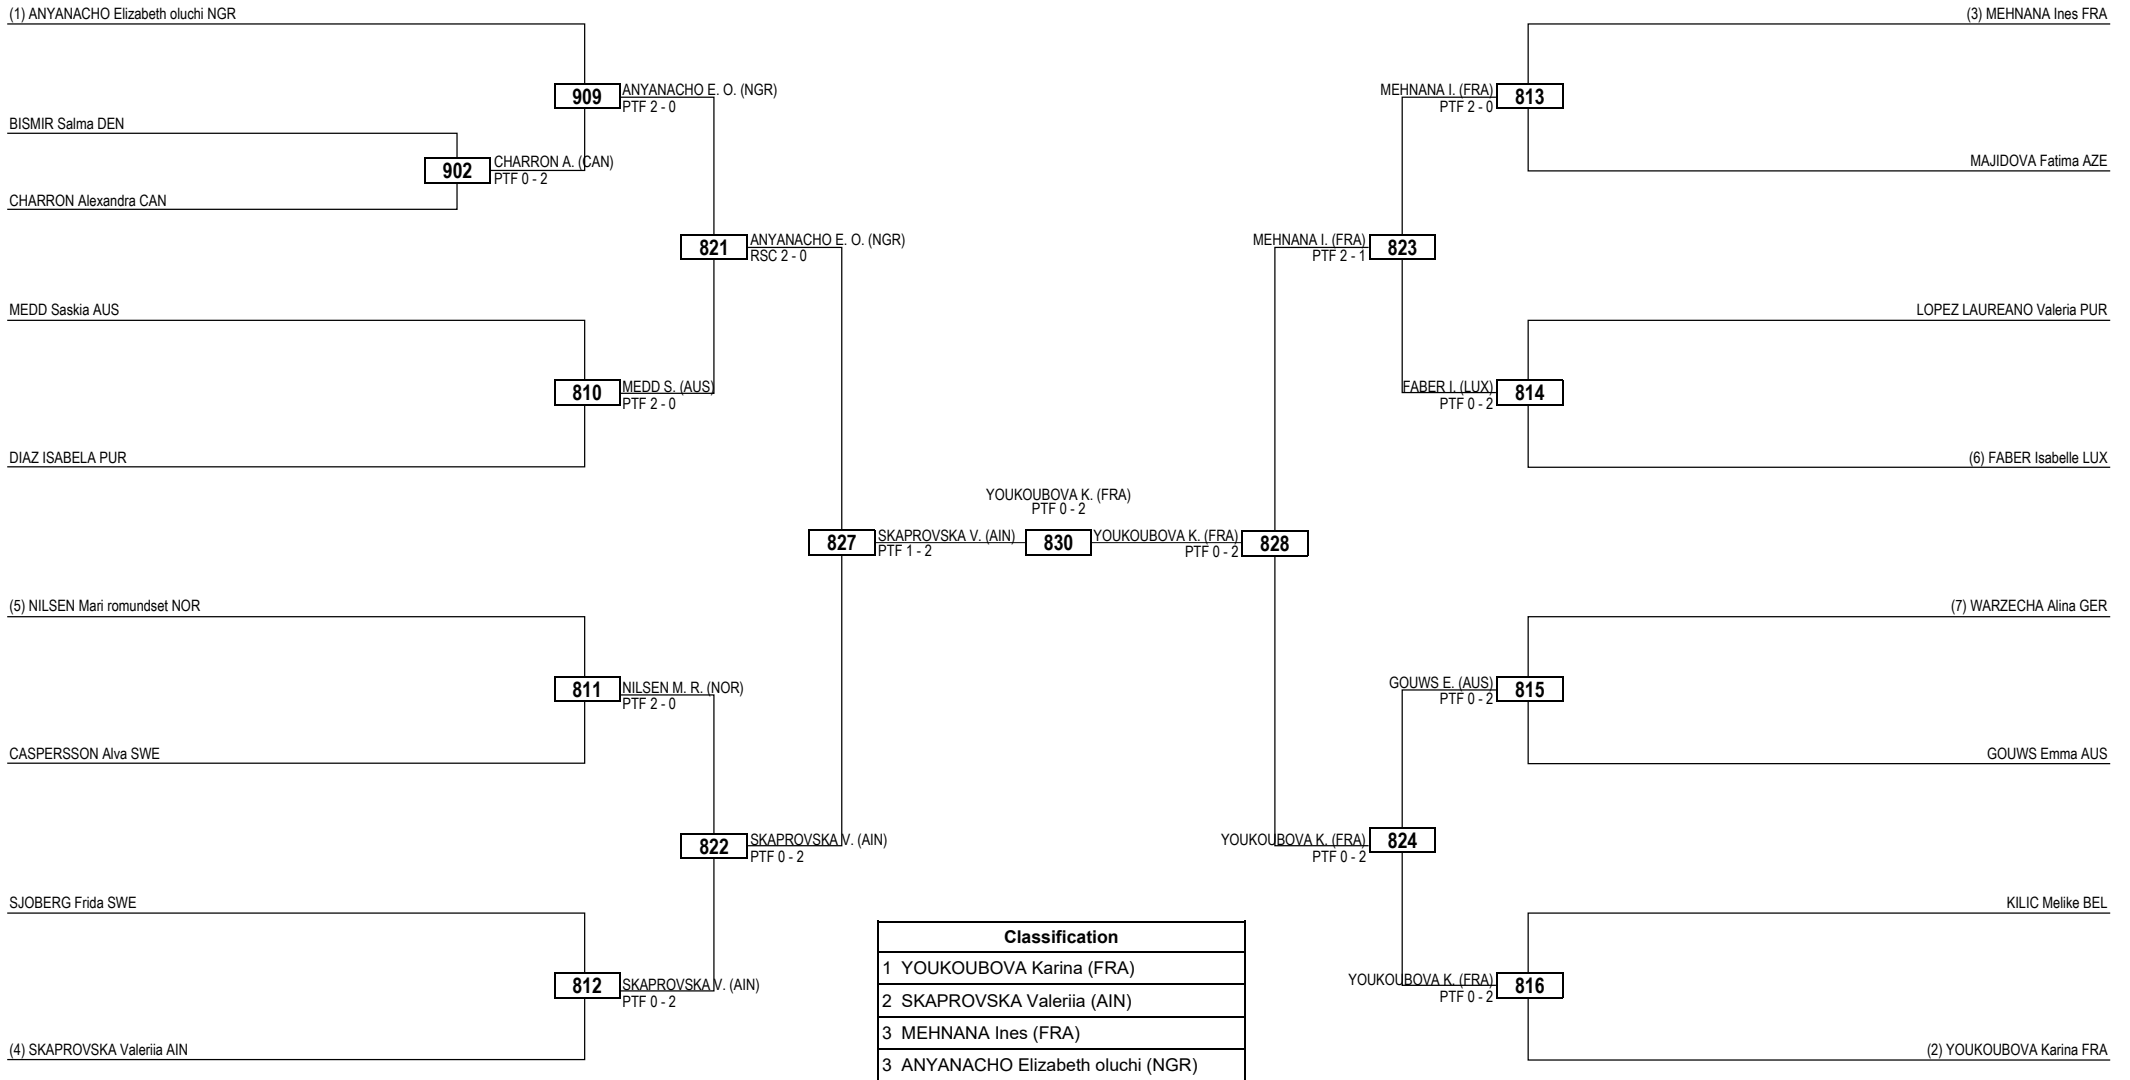 (1) ANYANACHO Elizabeth oluchi NGR
(3) MEHNANA Ines FRA
909
ANYANACHO E. O. (NGR)
PTF 2 - 0
MEHNANA I. (FRA)
PTF 2 - 0
813
BISMIR Salma DEN
902
CHARRON A. (CAN)
PTF 0 - 2
MAJIDOVA Fatima AZE
CHARRON Alexandra CAN
821
ANYANACHO E. O. (NGR)
RSC 2 - 0
MEHNANA I. (FRA)
PTF 2 - 1
823
MEDD Saskia AUS
LOPEZ LAUREANO Valeria PUR
810
MEDD S. (AUS)
PTF 2 - 0
FABER I. (LUX)
PTF 0 - 2
814
DIAZ ISABELA PUR
(6) FABER Isabelle LUX
YOUKOUBOVA K. (FRA)
PTF 0 - 2
827
SKAPROVSKA V. (AIN)
PTF 1 - 2
830
YOUKOUBOVA K. (FRA)
PTF 0 - 2
828
(5) NILSEN Mari romundset NOR
(7) WARZECHA Alina GER
811
NILSEN M. R. (NOR)
PTF 2 - 0
GOUWS E. (AUS)
PTF 0 - 2
815
CASPERSSON Alva SWE
GOUWS Emma AUS
822
SKAPROVSKA V. (AIN)
PTF 0 - 2
YOUKOUBOVA K. (FRA)
PTF 0 - 2
824
SJOBERG Frida SWE
KILIC Melike BEL
812
SKAPROVSKA V. (AIN)
PTF 0 - 2
YOUKOUBOVA K. (FRA)
PTF 0 - 2
816
(4) SKAPROVSKA Valeriia AIN
(2) YOUKOUBOVA Karina FRA
Classification
1 YOUKOUBOVA Karina (FRA)
2 SKAPROVSKA Valeriia (AIN)
3 MEHNANA Ines (FRA)
3 ANYANACHO Elizabeth oluchi (NGR)